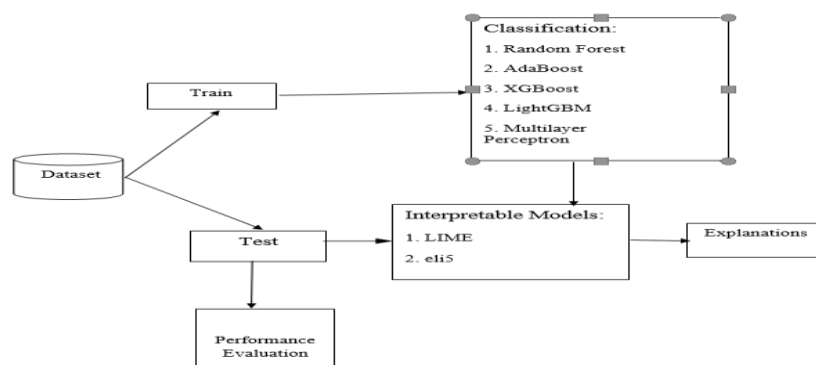 Classification:
1. Random Forest
2. AdaBoost
3. XGBoost
4. LightGBM
5. Multilayer
Perceptron
Train
Dataset
Test
Interpretable Models:
1. LIME
2. eli5
Explanations
Performance
Evaluation